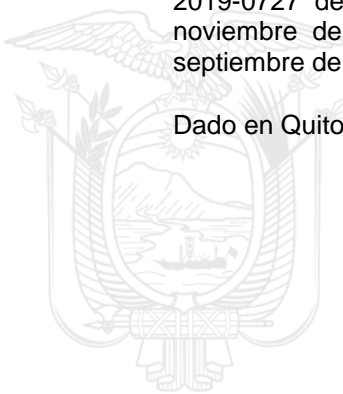 2019-0727 de
noviembre de
septiembre de
Dado en Quito